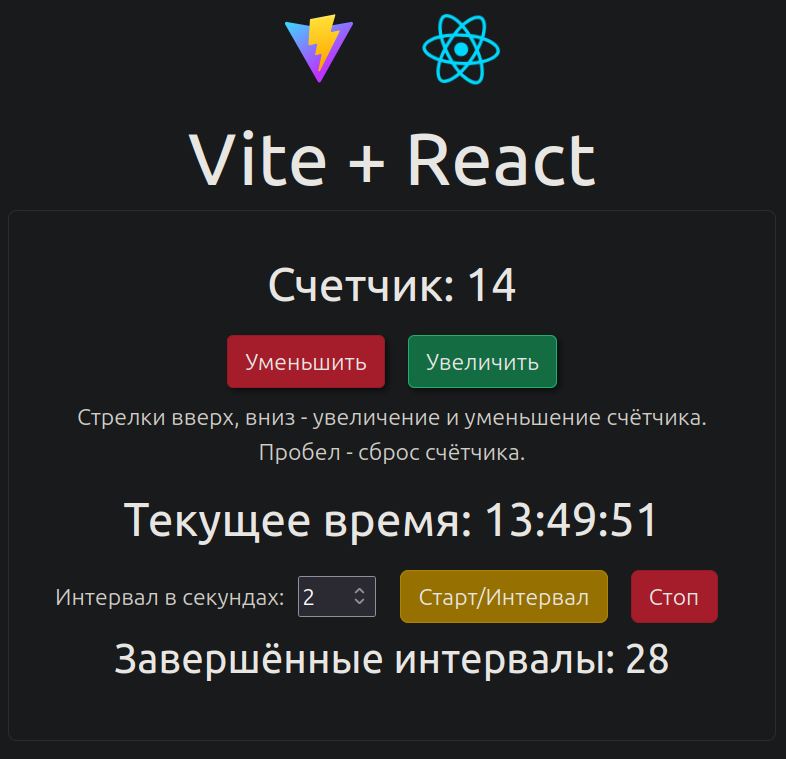 Vite + React
Счетчик: 14
Уменьшить Увеличить
Стрелки вверх, вниз - увеличение и уменьшение счётчика.
Пробел - сброс счётчика.
Текущее время: 13:49:51
Интервал в секундах: 2 Старт/Интервал Стоп
Завершённые интервалы: 28